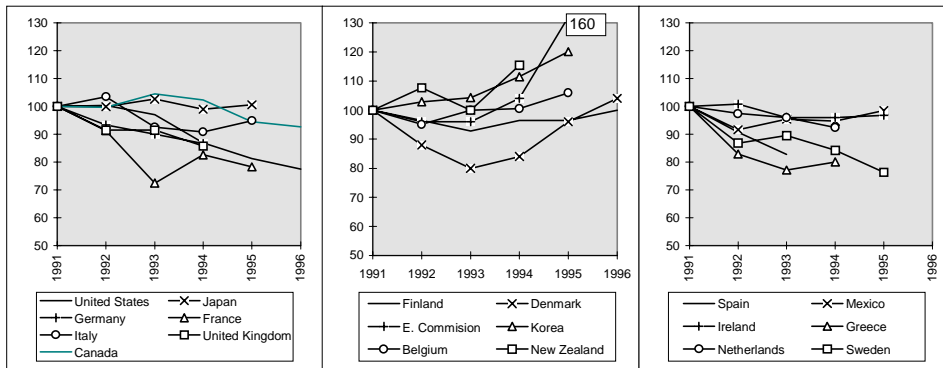 130
120
110
100
90
80
70
60
50
1991
1992
1993
1994
1995
1996
United States
Japan
Germany
France
Italy
United Kingdom
Canada
130
120
110
100
90
80
70
60
50
160
1991
1992
1993
1994
1995
1996
Finland
Denmark
E. Commision
Korea
Belgium
New Zealand
130
120
110
100
90
80
70
60
50
1991
1992
1993
1994
1995
1996
Spain
Mexico
Ireland
Greece
Netherlands
Sweden